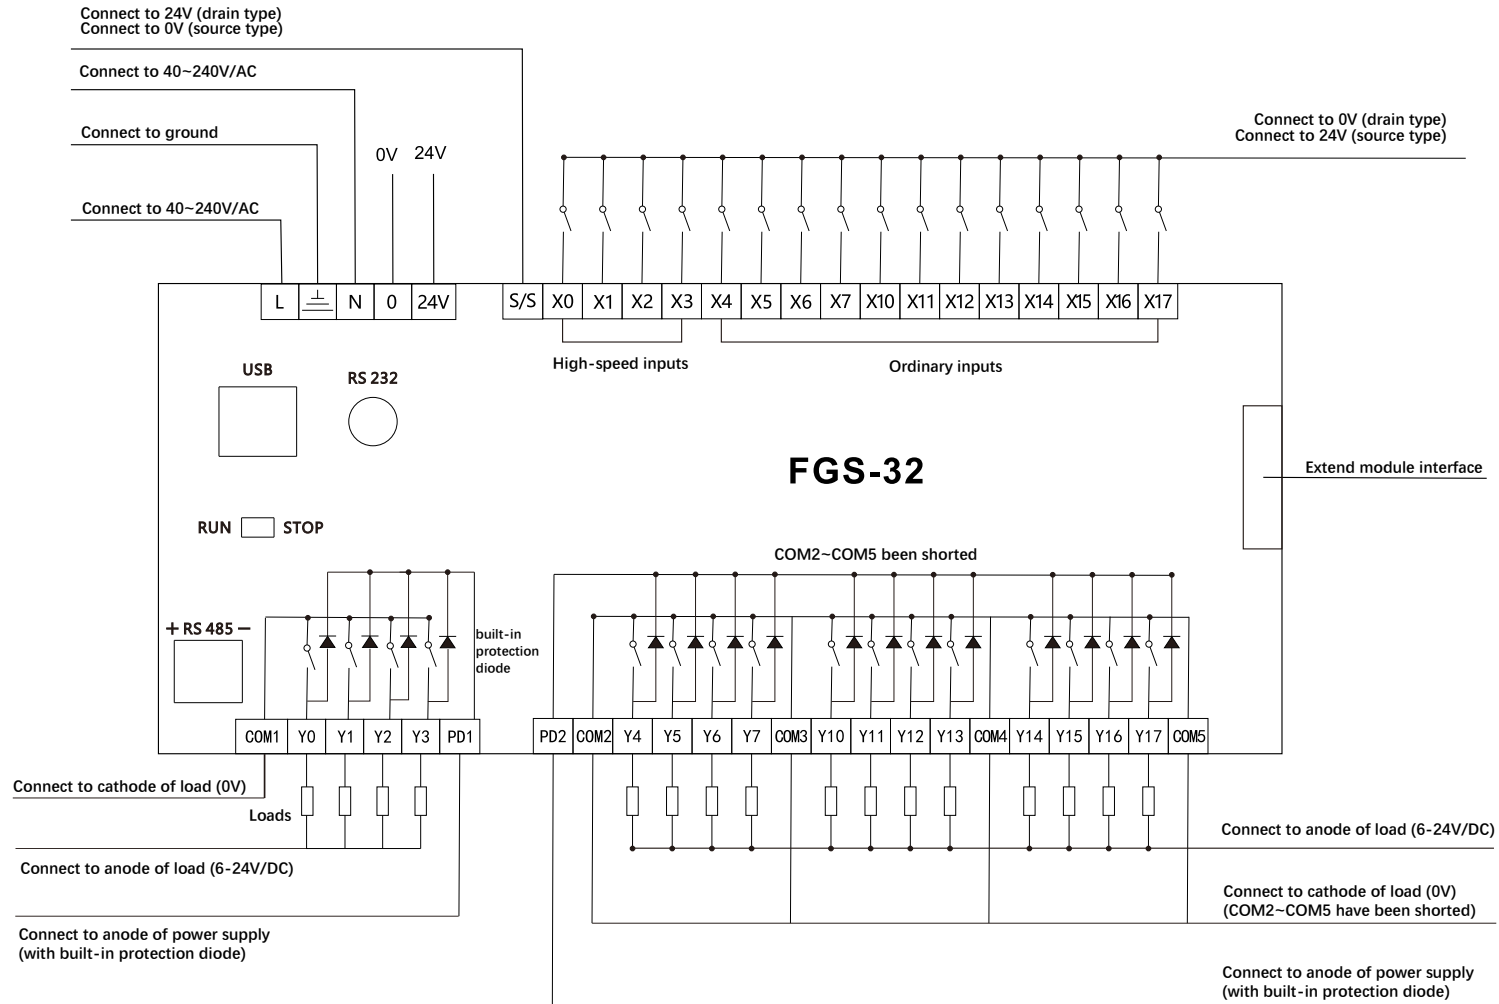 Connect to 24V (drain type)
Connect to 0V (source type)
Connect to 40~240V/AC
Connect to ground
Connect to 40~240V/AC
0V 24V
Connect to 0V (drain type)
Connect to 24V (source type)
L N 0 24V S/S X0 X1 X2 X3 X4 X5 X6 X7 X10 X11 X12 X13 X14 X15 X16 X17
High-speed inputs
Ordinary inputs
USB
RS 232
FGS-32
Extend module interface
RUN STOP
COM2~COM5 been shorted
+ RS 485 −
built-in
protection
diode
COM1 Y0 Y1 Y2 Y3 PD1 PD2 COM2 Y4 Y5 Y6 Y7 COM3 Y10 Y11 Y12 Y13 COM4 Y14 Y15 Y16 Y17 COM5
Connect to cathode of load (0V)
Loads
Connect to anode of load (6-24V/DC)
Connect to anode of power supply
(with built-in protection diode)
Connect to anode of load (6-24V/DC)
Connect to cathode of load (0V)
(COM2~COM5 have been shorted)
Connect to anode of power supply
(with built-in protection diode)